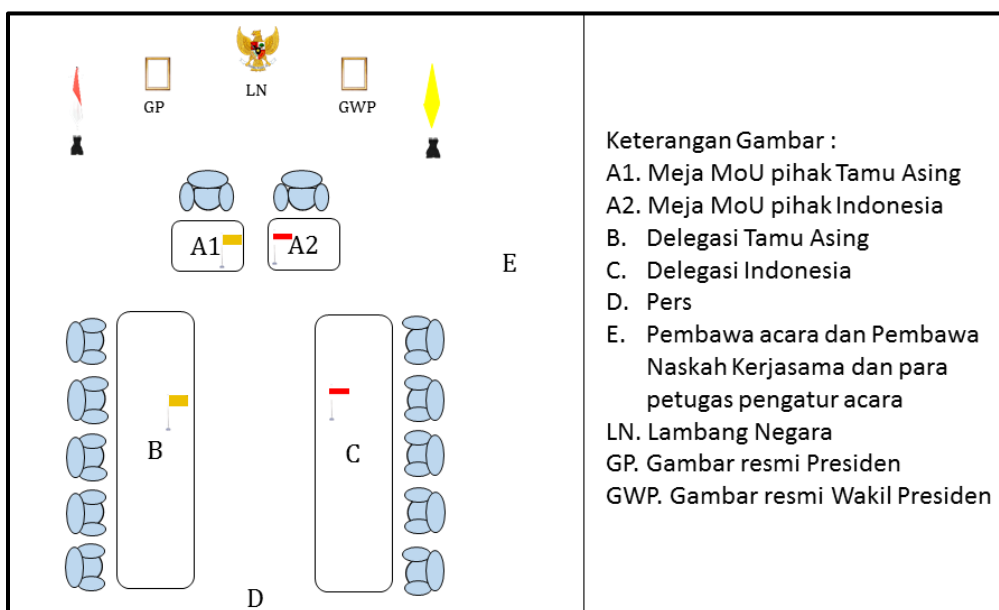 LN
GP
GWP
A1
A2
E
B
C
D
Keterangan Gambar :
A1. Meja MoU pihak Tamu Asing
A2. Meja MoU pihak Indonesia
B. Delegasi Tamu Asing
C. Delegasi Indonesia
D. Pers
E. Pembawa acara dan Pembawa
Naskah Kerjasama dan para
petugas pengatur acara
LN. Lambang Negara
GP. Gambar resmi Presiden
GWP. Gambar resmi Wakil Presiden